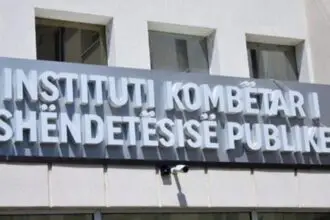 INSTITUTI KOMBËTAR I
SHËNDETËSISË PUBLIKE